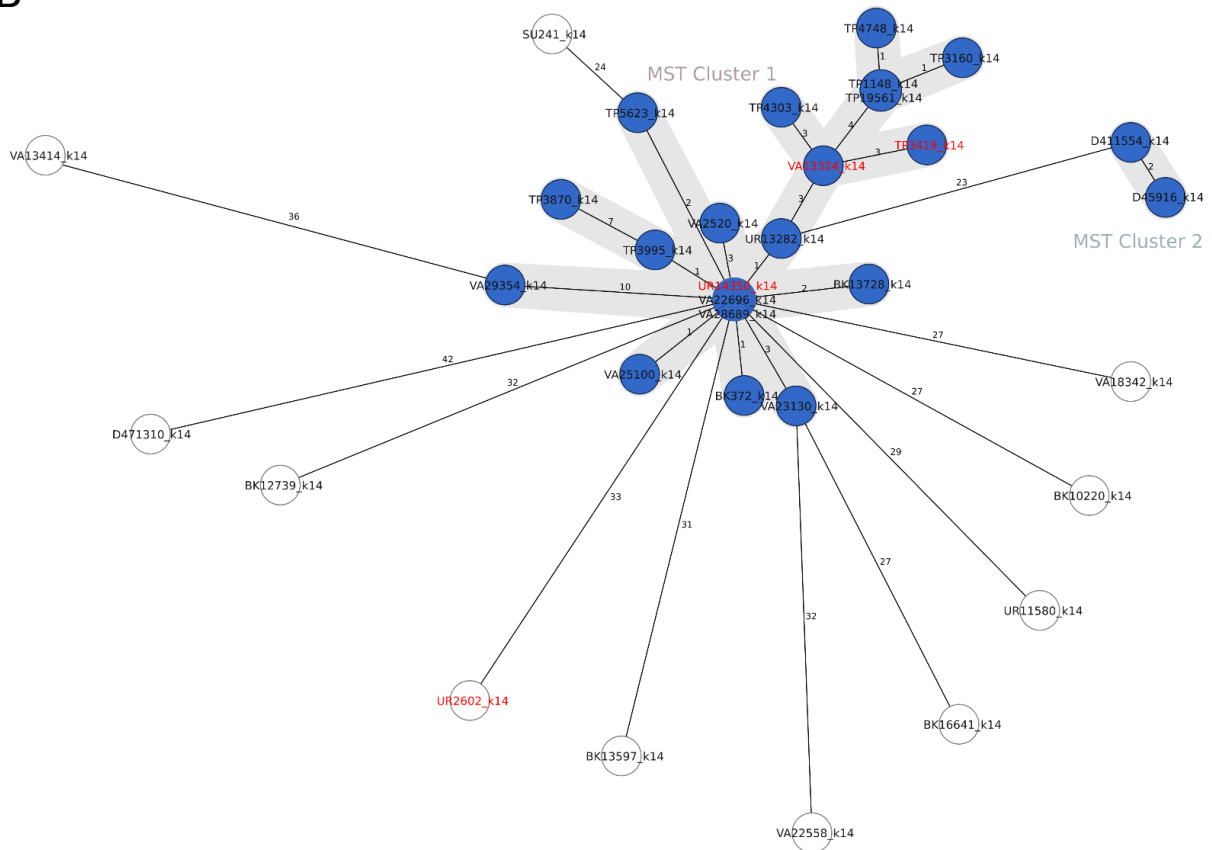 SU241_k14
TP4748_k14
TP3160_k14
1
1
24
MST Cluster 1
TP1148_k14
TP19561_k14
TP5623_k14
TP4303_k14
4
3
D411554_k14
TP3419_k14
3
VA13414_k14
VA13324_k14
2
23
D45916_k14
TP3870_k14
2
3
36
7
VA2520_k14
UR13282_k14
MST Cluster 2
TP3995_k14
3
1
1
VA29354_k14
10
UR14350_k14
2
BK13728_k14
VA22696_k14
VA28689_k14
1
27
42
1
3
32
VA25100_k14
VA18342_k14
27
BK372_k14
VA23130_k14
D471310_k14
29
BK12739_k14
33
BK10220_k14
31
27
32
UR11580_k14
UR2602_k14
BK16641_k14
BK13597_k14
VA22558_k14